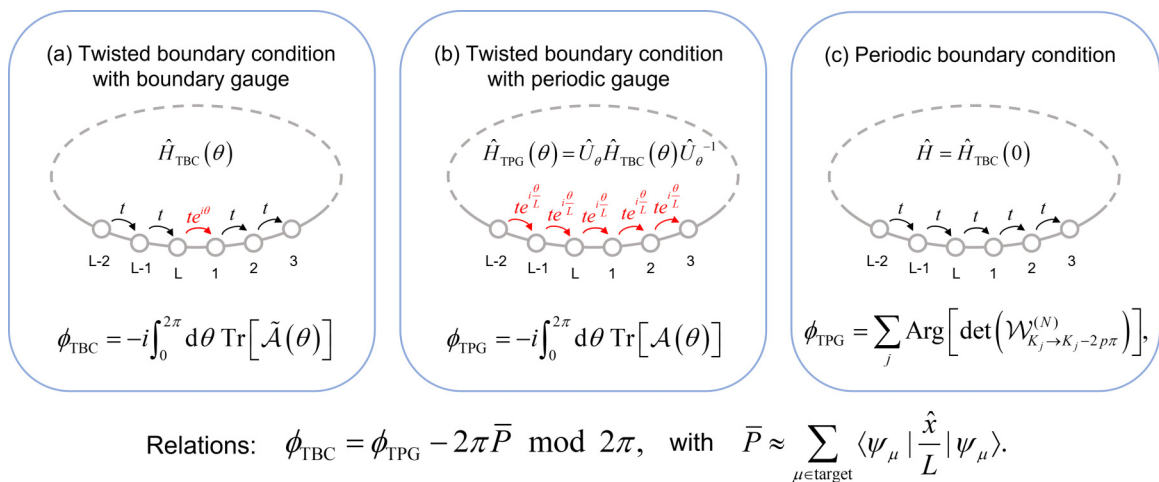 (a) Twisted boundary condition
with boundary gauge
Ĥ_TBC(θ)
t t te^{iθ} t t
L-2 L-1 L 1 2 3
ϕ_TBC = −i∫_0^{2π} dθ Tr[Ã(θ)]
(b) Twisted boundary condition
with periodic gauge
Ĥ_TPG(θ) = Û_θ Ĥ_TBC(θ) Û_θ^{−1}
te^{iθ/L} te^{iθ/L} te^{iθ/L} te^{iθ/L} te^{iθ/L}
L-2 L-1 L 1 2 3
ϕ_TPG = −i∫_0^{2π} dθ Tr[A(θ)]
(c) Periodic boundary condition
Ĥ = Ĥ_TBC(0)
t t t t t
L-2 L-1 L 1 2 3
ϕ_TPG = ∑_j Arg[det(W^{(N)}_{K_j→K_j−2pπ})],
Relations: ϕ_TBC = ϕ_TPG − 2πP̄ mod 2π, with P̄ ≈ ∑_{μ∈target} ⟨ψ_μ | x̂/L | ψ_μ⟩.